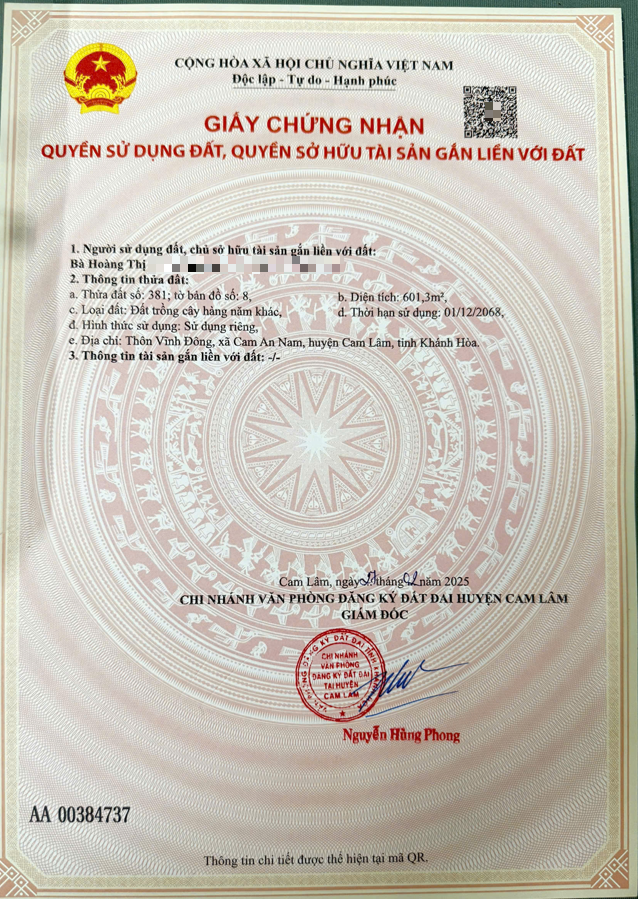 CỘNG HÒA XÃ HỘI CHỦ NGHĨA VIỆT NAM
Độc lập - Tự do - Hạnh phúc
GIẤY CHỨNG NHẬN
QUYỀN SỬ DỤNG ĐẤT, QUYỀN SỞ HỮU TÀI SẢN GẮN LIỀN VỚI ĐẤT
1. Người sử dụng đất, chủ sở hữu tài sản gắn liền với đất:
Bà Hoàng Thị
2. Thông tin thửa đất:
a. Thửa đất số: 381; tờ bản đồ số: 8, b. Diện tích: 601,3m²,
c. Loại đất: Đất trồng cây hàng năm khác, d. Thời hạn sử dụng: 01/12/2068,
đ. Hình thức sử dụng: Sử dụng riêng,
e. Địa chỉ: Thôn Vĩnh Đông, xã Cam An Nam, huyện Cam Lâm, tỉnh Khánh Hòa.
3. Thông tin tài sản gắn liền với đất: -/-
Cam Lâm, ngày tháng 02 năm 2025
CHI NHÁNH VĂN PHÒNG ĐĂNG KÝ ĐẤT ĐAI HUYỆN CAM LÂM
GIÁM ĐỐC
CHI NHÁNH
VĂN PHÒNG
ĐĂNG KÝ ĐẤT ĐAI
TẠI HUYỆN
CAM LÂM
Nguyễn Hùng Phong
AA 00384737
Thông tin chi tiết được thể hiện tại mã QR.